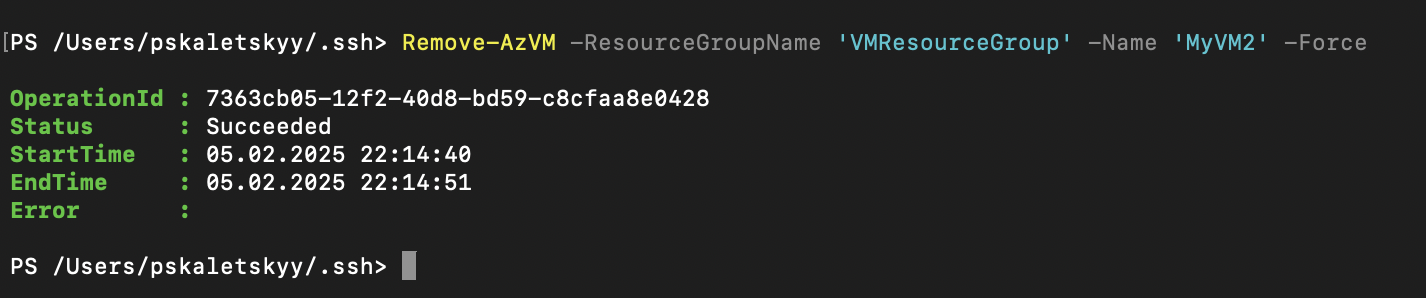 [PS /Users/pskaletskyy/.ssh> Remove-AzVM -ResourceGroupName 'VMResourceGroup' -Name 'MyVM2' -Force
OperationId : 7363cb05-12f2-40d8-bd59-c8cfaa8e0428
Status : Succeeded
StartTime : 05.02.2025 22:14:40
EndTime : 05.02.2025 22:14:51
Error :
PS /Users/pskaletskyy/.ssh>